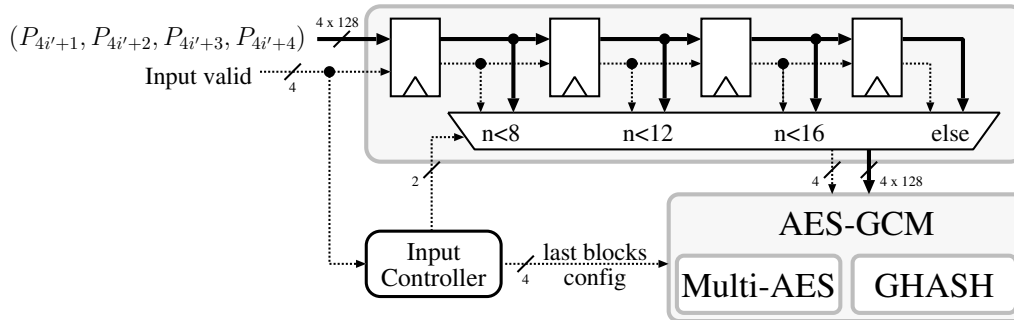 4 x 128
(P_{4i'+1}, P_{4i'+2}, P_{4i'+3}, P_{4i'+4})
Input valid
4
n<8 n<12 n<16 else
2
4
4 x 128
AES-GCM
Input
Controller
4
last blocks
config
Multi-AES
GHASH